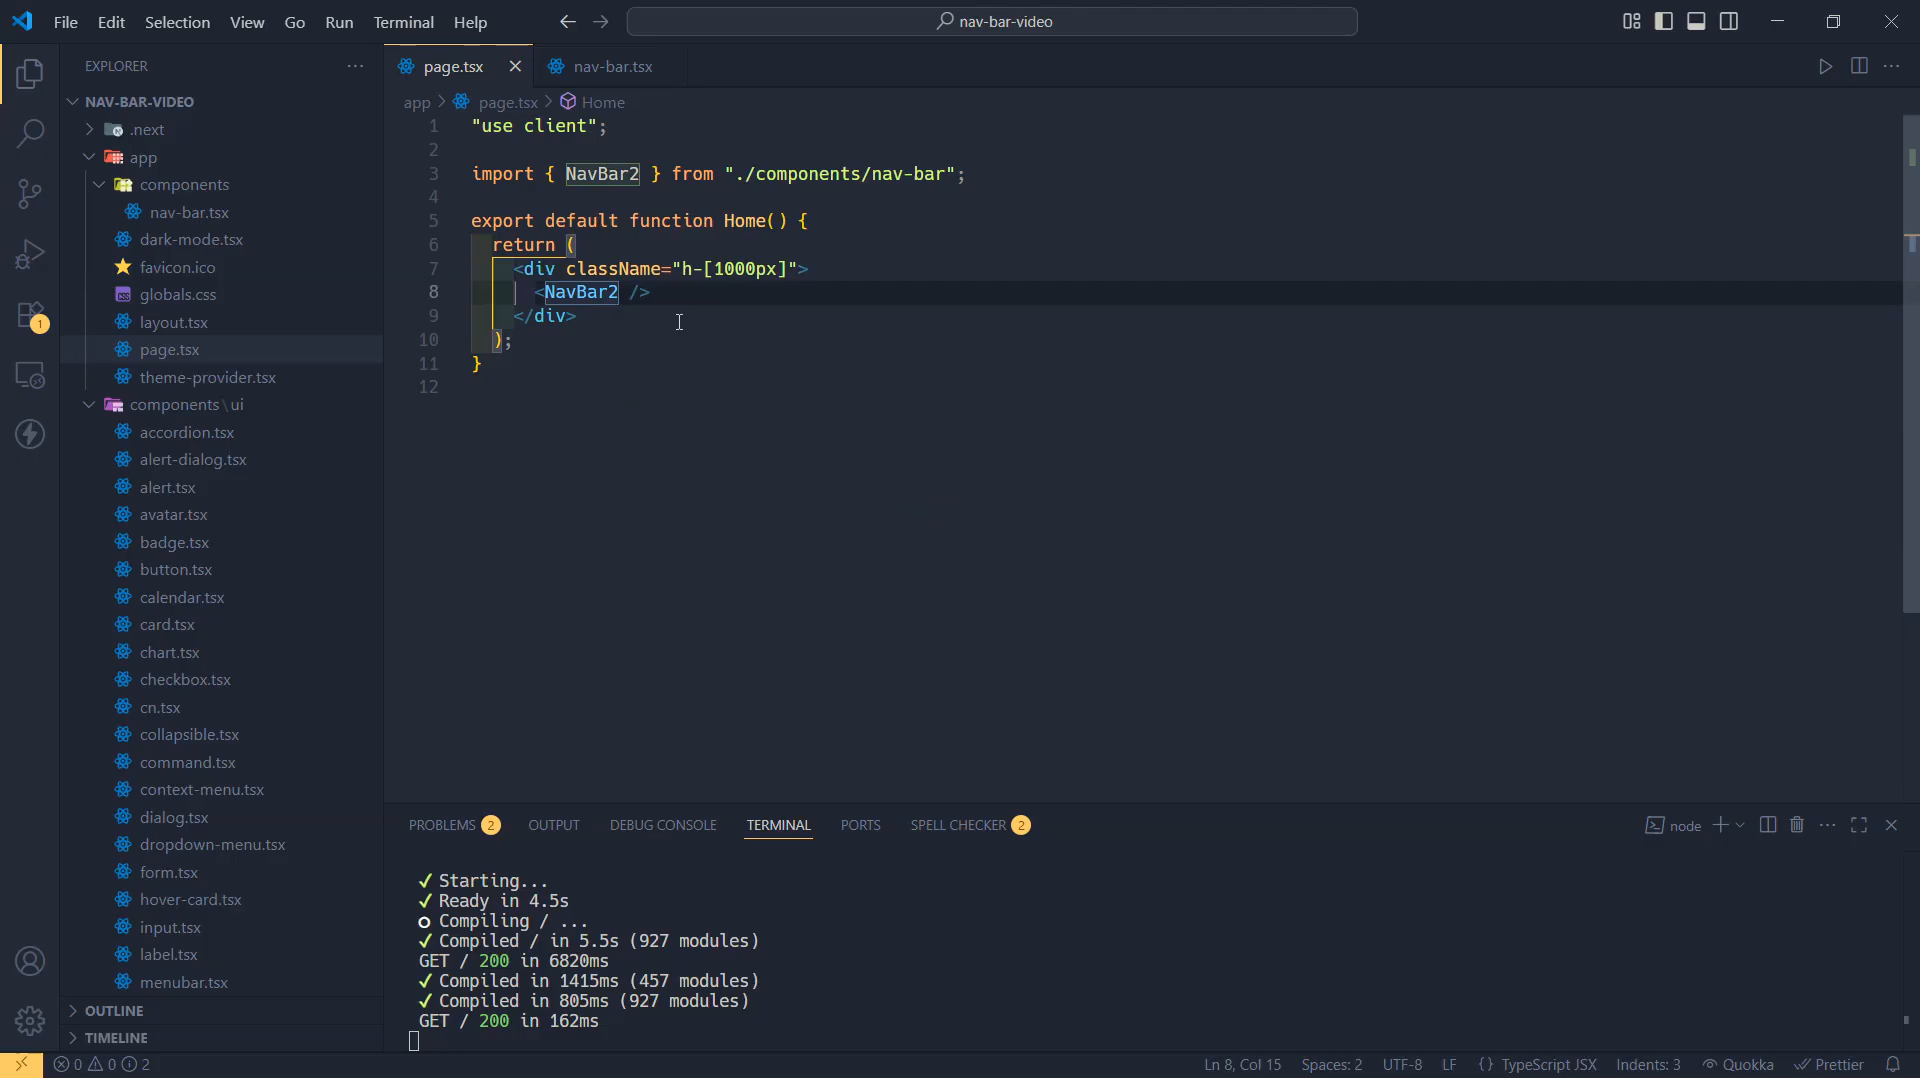 File Edit Selection View Go Run Terminal Help
nav-bar-video
EXPLORER
NAV-BAR-VIDEO
.next
app
components
nav-bar.tsx
dark-mode.tsx
favicon.ico
globals.css
layout.tsx
page.tsx
theme-provider.tsx
components\ui
accordion.tsx
alert-dialog.tsx
alert.tsx
avatar.tsx
badge.tsx
button.tsx
calendar.tsx
card.tsx
chart.tsx
checkbox.tsx
cn.tsx
collapsible.tsx
command.tsx
context-menu.tsx
dialog.tsx
dropdown-menu.tsx
form.tsx
hover-card.tsx
input.tsx
label.tsx
menubar.tsx
OUTLINE
TIMELINE
1
page.tsx nav-bar.tsx
app > page.tsx > Home
1 "use client";
2
3 import { NavBar2 } from "./components/nav-bar";
4
5 export default function Home() {
6 return (
7 <div className="h-[1000px]">
8 <NavBar2 />
9 </div>
10 );
11 }
12
PROBLEMS 2 OUTPUT DEBUG CONSOLE TERMINAL PORTS SPELL CHECKER 2 node
✓ Starting...
✓ Ready in 4.5s
○ Compiling / ...
✓ Compiled / in 5.5s (927 modules)
GET / 200 in 6820ms
✓ Compiled in 1415ms (457 modules)
✓ Compiled in 805ms (927 modules)
GET / 200 in 162ms
0 0 2 Ln 8, Col 15 Spaces: 2 UTF-8 LF {} TypeScript JSX Indents: 3 Quokka Prettier